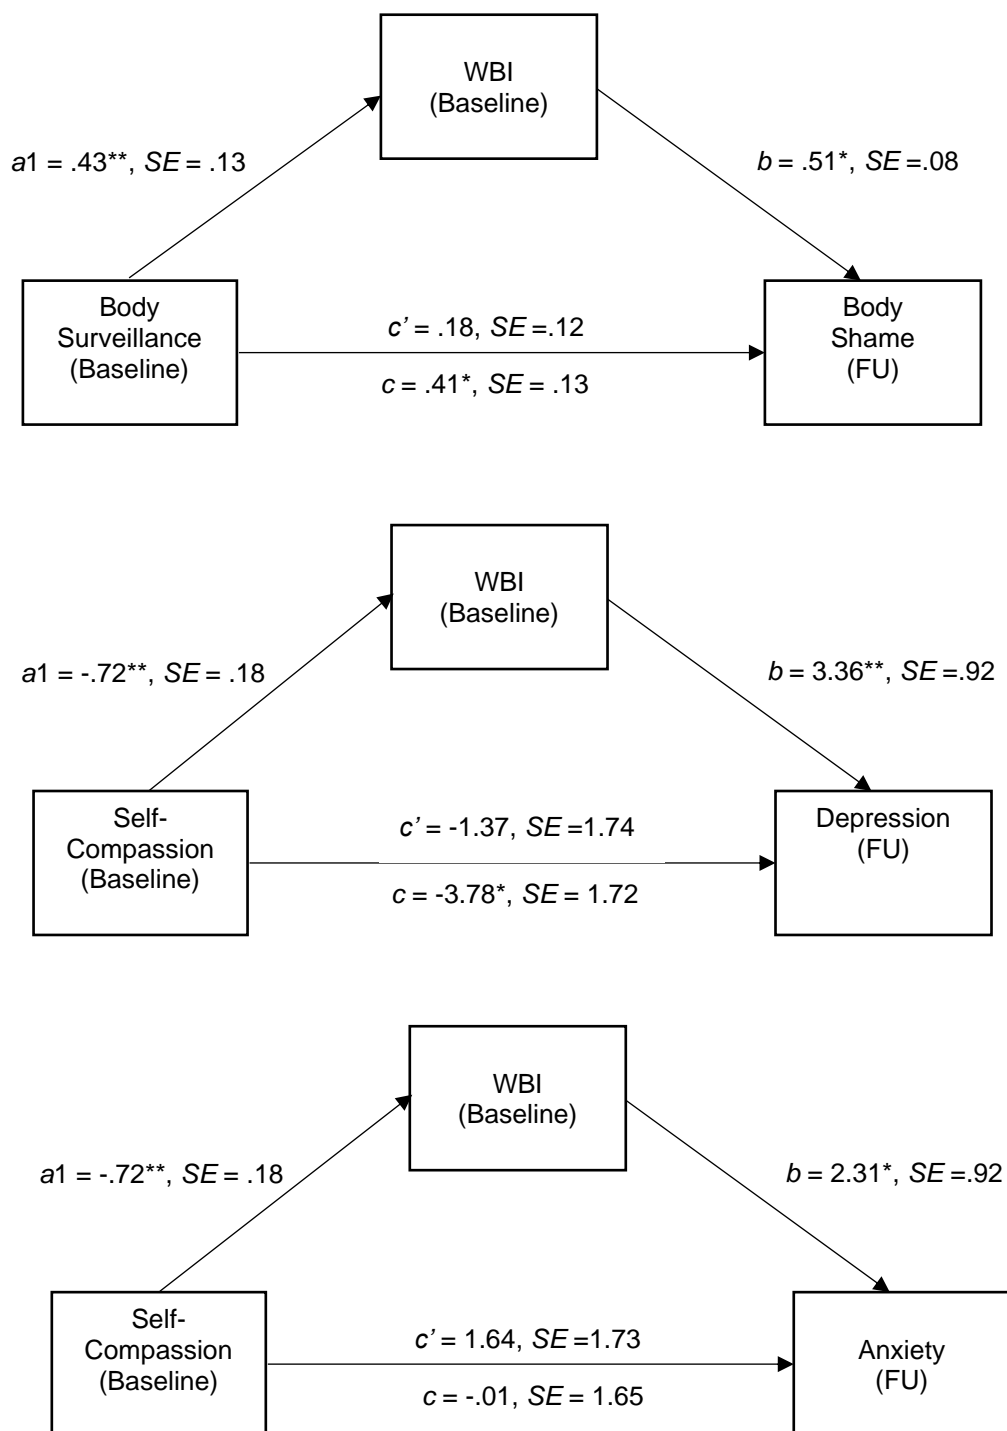 WBI
(Baseline)
a1 = .43**, SE = .13
b = .51*, SE =.08
Body
Surveillance
(Baseline)
c’ = .18, SE =.12
c = .41*, SE = .13
Body
Shame
(FU)
WBI
(Baseline)
a1 = -.72**, SE = .18
b = 3.36**, SE =.92
Self-
Compassion
(Baseline)
c’ = -1.37, SE =1.74
c = -3.78*, SE = 1.72
Depression
(FU)
WBI
(Baseline)
a1 = -.72**, SE = .18
b = 2.31*, SE =.92
Self-
Compassion
(Baseline)
c’ = 1.64, SE =1.73
c = -.01, SE = 1.65
Anxiety
(FU)